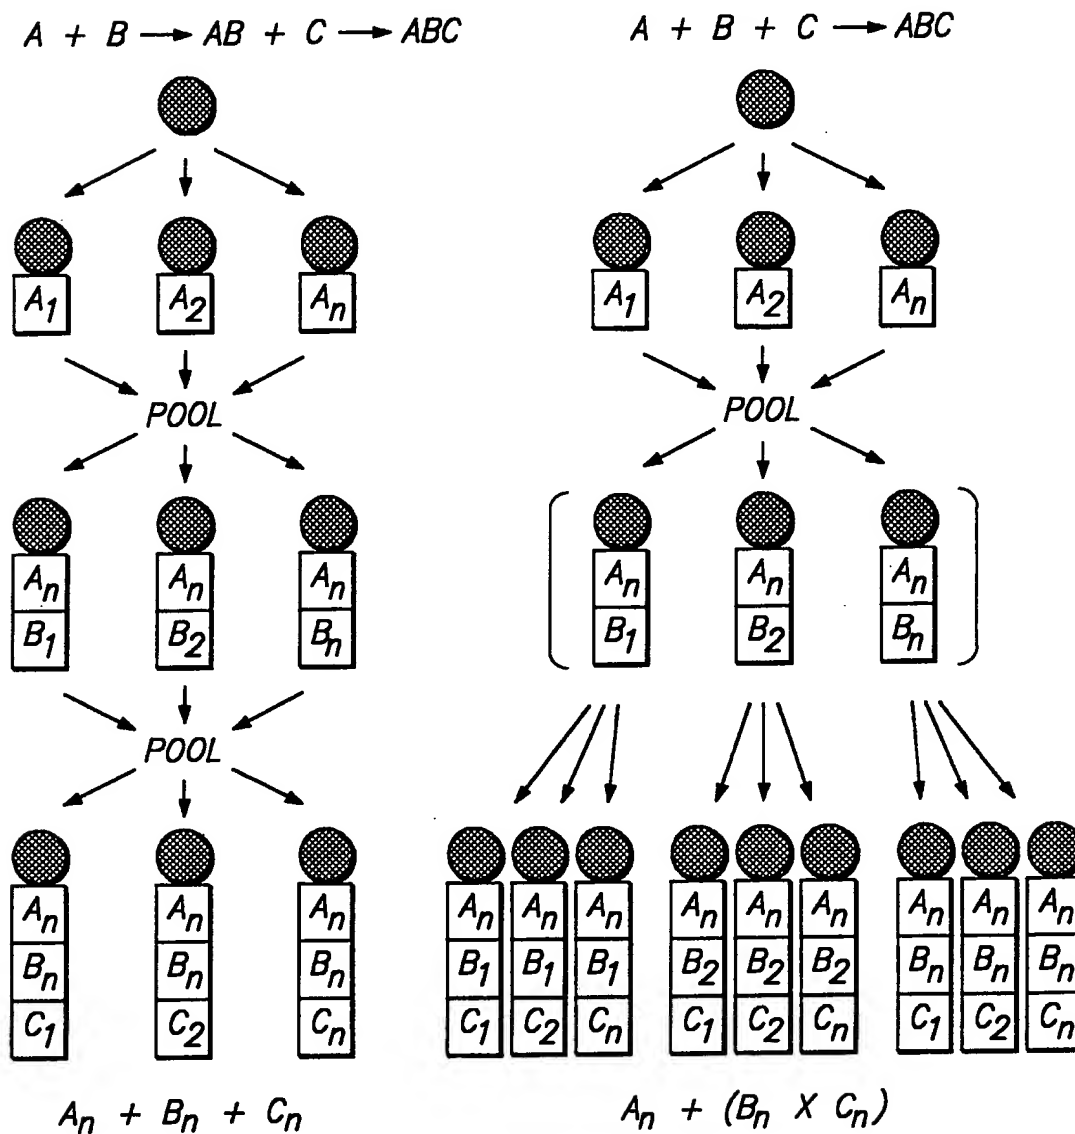 A + B → AB + C → ABC
A1 A2 An
POOL
An An An
B1 B2 Bn
POOL
An An An
Bn Bn Bn
C1 C2 Cn
An + Bn + Cn
A + B + C → ABC
A1 A2 An
POOL
An An An
B1 B2 Bn
An An An An An An An An An
B1 B1 B1 B2 B2 B2 Bn Bn Bn
C1 C2 Cn C1 C2 Cn C1 C2 Cn
An + (Bn X Cn)